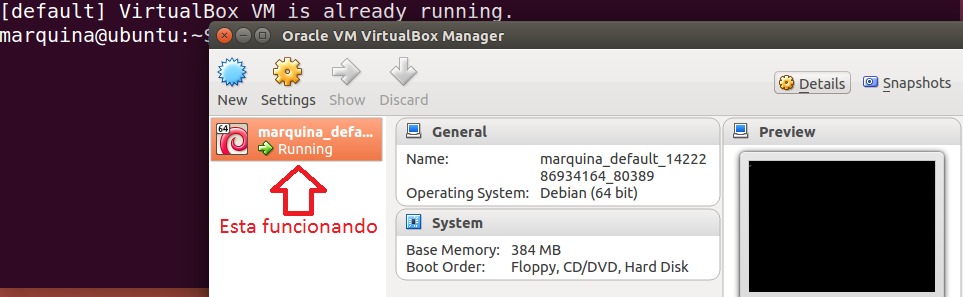 [default] VirtualBox VM is already running.
marquina@ubuntu:~$
Oracle VM VirtualBox Manager
New Settings Show Discard
Details Snapshots
64
marquina_defa...
Running
Esta funcionando
General
Name: marquina_default_14222
86934164_80389
Operating System: Debian (64 bit)
System
Base Memory: 384 MB
Boot Order: Floppy, CD/DVD, Hard Disk
Preview